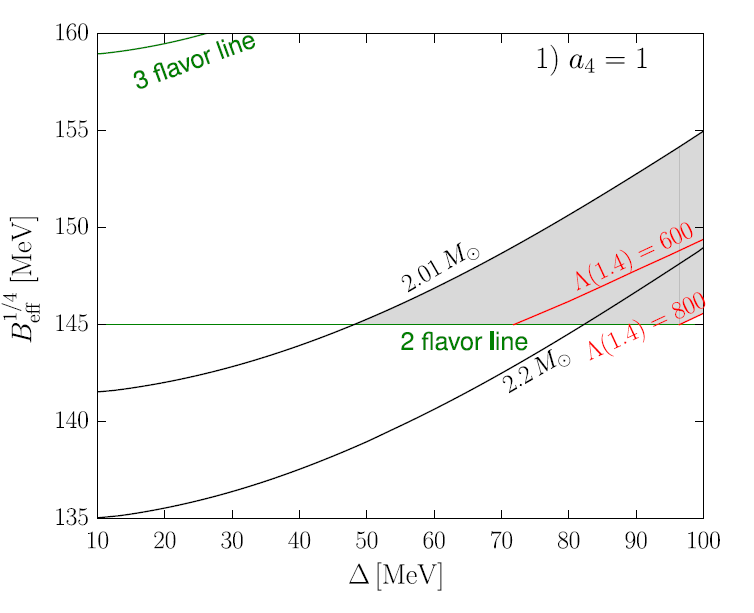 160
3 flavor line
1) a₄ = 1
155
2.01 M☉
150
Λ(1.4) = 600
B_eff^{1/4} [MeV]
145
2 flavor line
Λ(1.4) = 800
2.2 M☉
140
135
10 20 30 40 50 60 70 80 90 100
Δ [MeV]